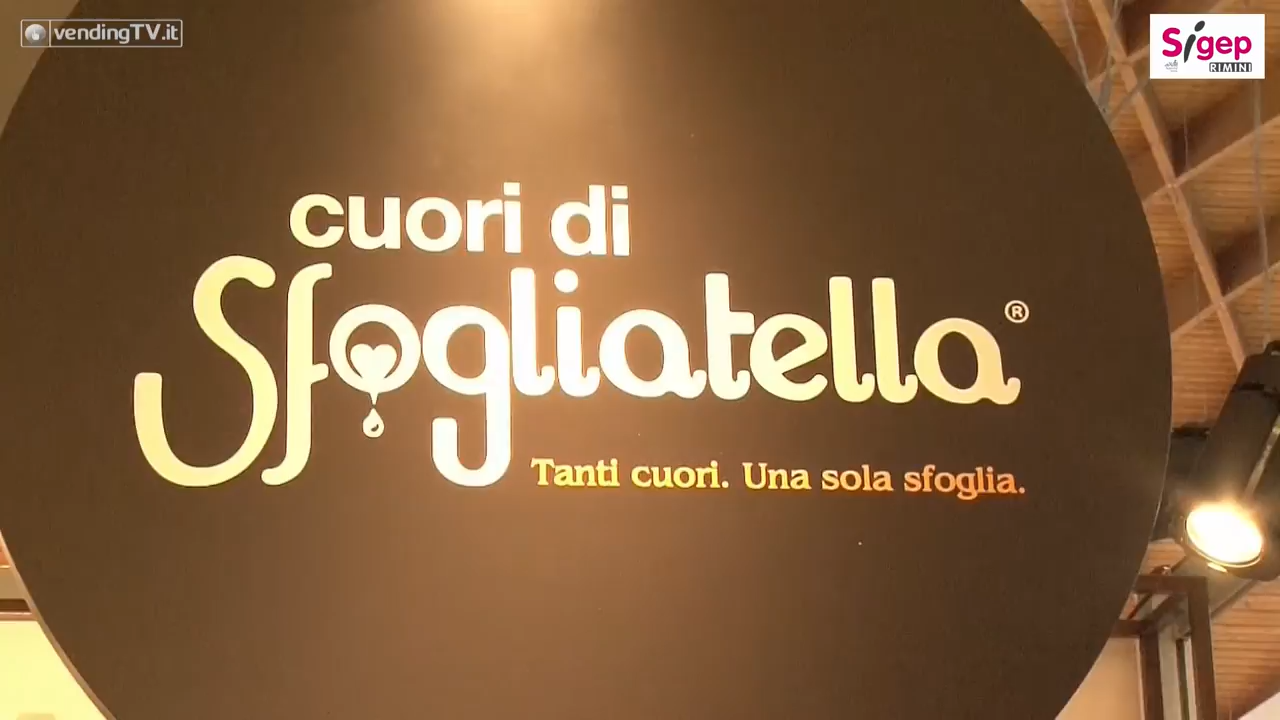 vendingTV.it
Sigep
RIMINI
cuori di
Sfogliatella®
Tanti cuori. Una sola sfoglia.